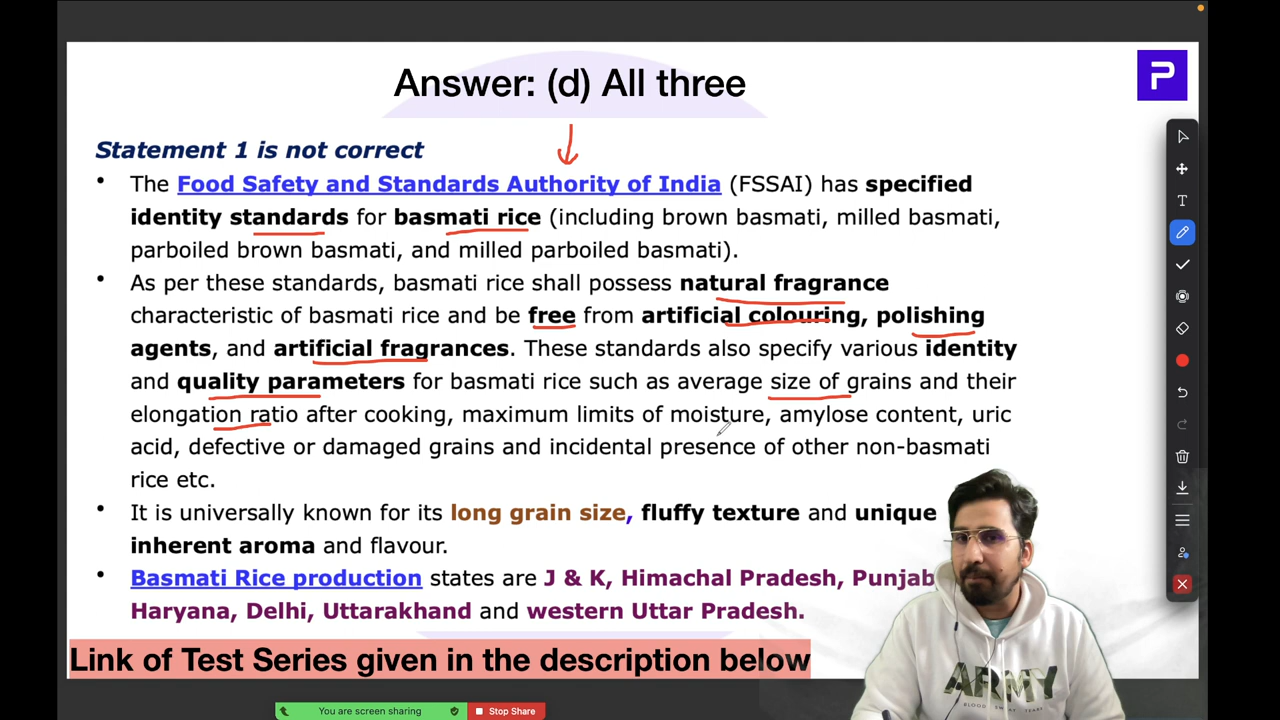 Answer: (d) All three
P
Statement 1 is not correct
• The Food Safety and Standards Authority of India (FSSAI) has specified
identity standards for basmati rice (including brown basmati, milled basmati,
parboiled brown basmati, and milled parboiled basmati).
• As per these standards, basmati rice shall possess natural fragrance
characteristic of basmati rice and be free from artificial colouring, polishing
agents, and artificial fragrances. These standards also specify various identity
and quality parameters for basmati rice such as average size of grains and their
elongation ratio after cooking, maximum limits of moisture, amylose content, uric
acid, defective or damaged grains and incidental presence of other non-basmati
rice etc.
• It is universally known for its long grain size, fluffy texture and unique
inherent aroma and flavour.
• Basmati Rice production states are J & K, Himachal Pradesh, Punjab
Haryana, Delhi, Uttarakhand and western Uttar Pradesh.
Link of Test Series given in the description below
ARMY
You are screen sharing
Stop Share
T